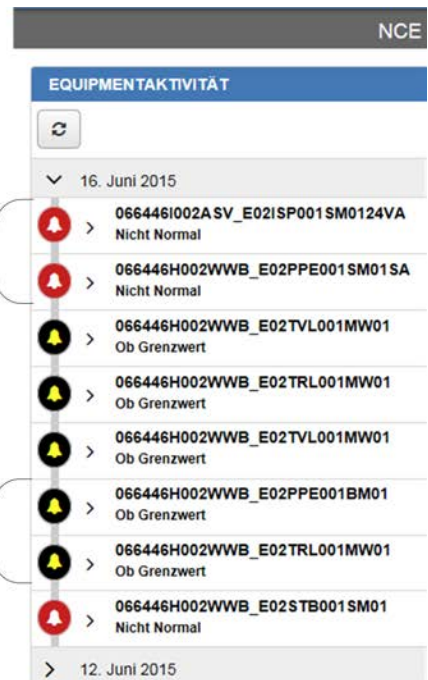 NCE
EQUIPMENTAKTIVITÄT
16. Juni 2015
066446I002ASV_E02ISP001SM0124VA
Nicht Normal
066446H002WWB_E02PPE001SM01SA
Nicht Normal
066446H002WWB_E02TVL001MW01
Ob Grenzwert
066446H002WWB_E02TRL001MW01
Ob Grenzwert
066446H002WWB_E02TVL001MW01
Ob Grenzwert
066446H002WWB_E02PPE001BM01
Ob Grenzwert
066446H002WWB_E02TRL001MW01
Ob Grenzwert
066446H002WWB_E02STB001SM01
Nicht Normal
12. Juni 2015